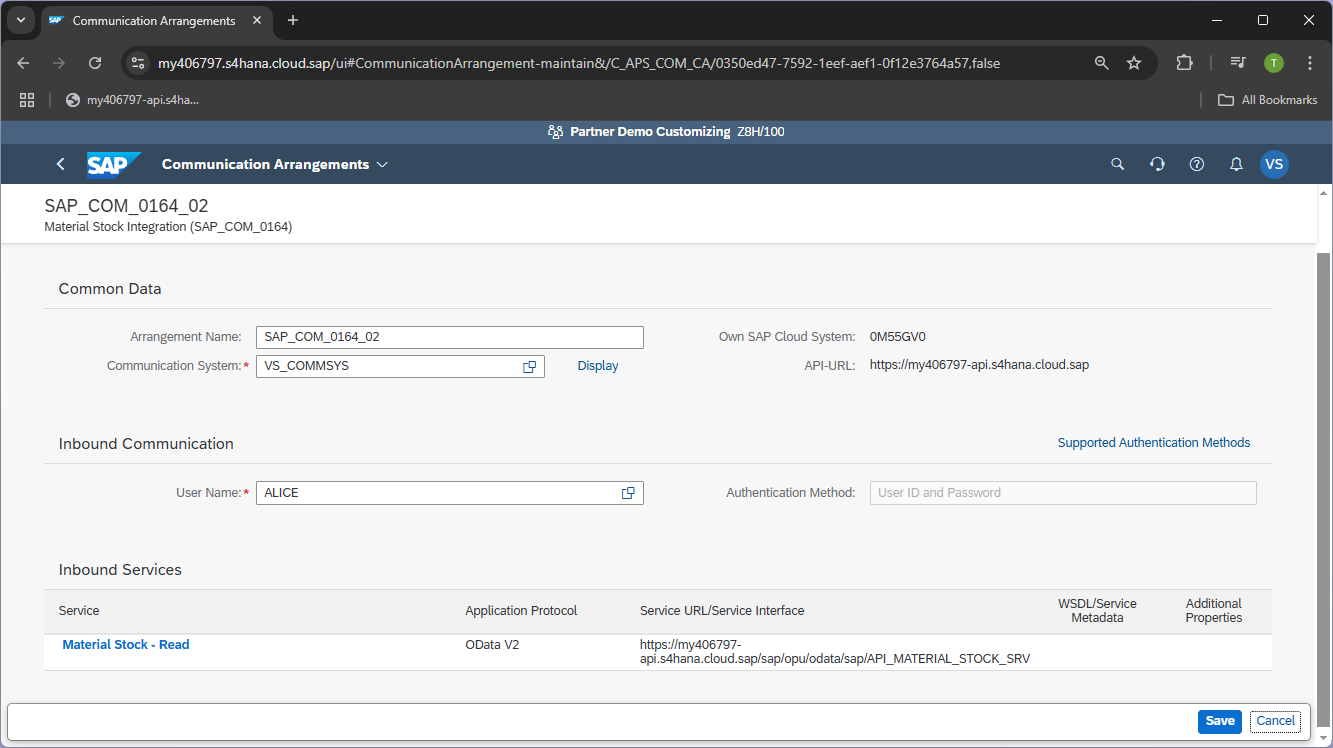 SAP Communication Arrangements
my406797.s4hana.cloud.sap/ui#CommunicationArrangement-maintain&/C_APS_COM_CA/0350ed47-7592-1eef-aef1-0f12e3764a57,false
T
my406797-api.s4ha...
All Bookmarks
Partner Demo Customizing Z8H/100
SAP Communication Arrangements
VS
SAP_COM_0164_02
Material Stock Integration (SAP_COM_0164)
Common Data
Arrangement Name: SAP_COM_0164_02
Own SAP Cloud System: 0M55GV0
Communication System:* VS_COMMSYS
Display
API-URL: https://my406797-api.s4hana.cloud.sap
Inbound Communication
Supported Authentication Methods
User Name:* ALICE
Authentication Method: User ID and Password
Inbound Services
Service
Application Protocol
Service URL/Service Interface
WSDL/Service
Metadata
Additional
Properties
Material Stock - Read
OData V2
https://my406797-
api.s4hana.cloud.sap/sap/opu/odata/sap/API_MATERIAL_STOCK_SRV
Save
Cancel